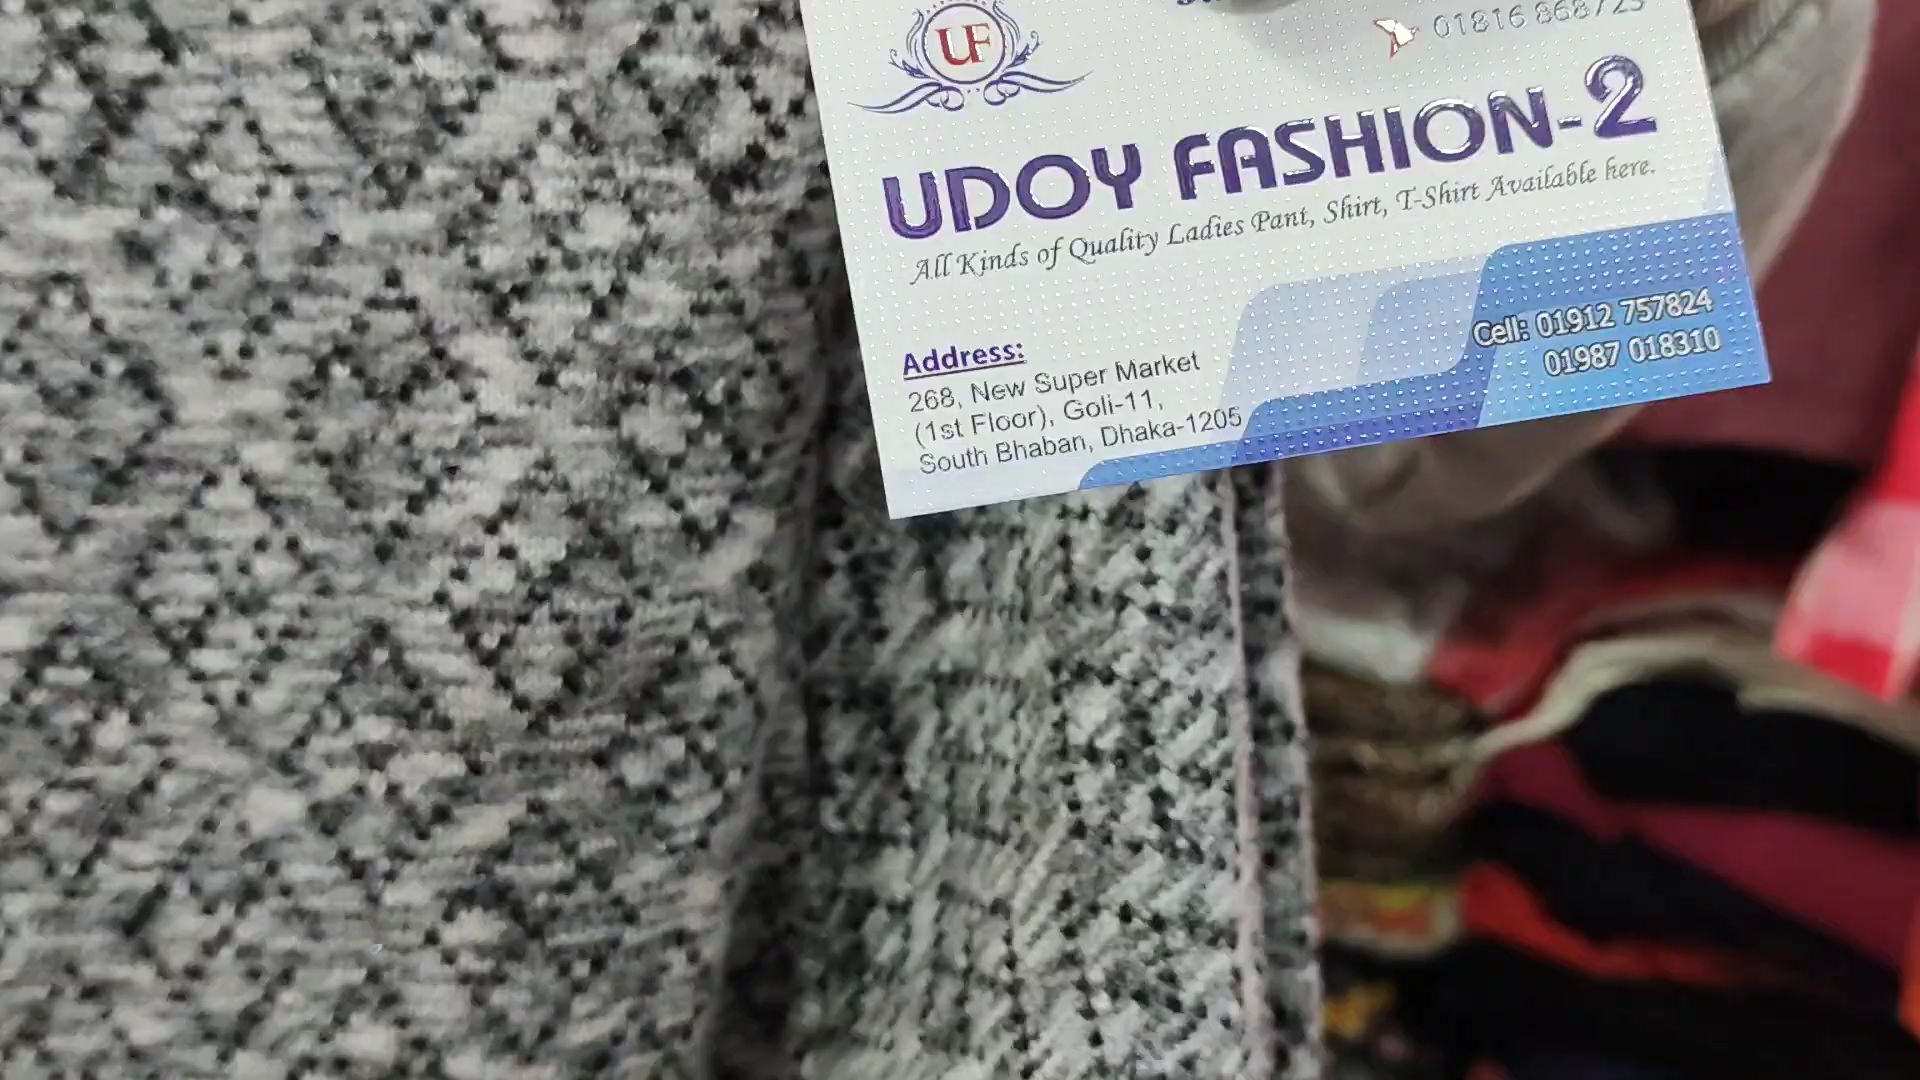 UF
01816 868723
UDOY FASHION-2
All Kinds of Quality Ladies Pant, Shirt, T-Shirt Available here.
Address:
268, New Super Market
(1st Floor), Goli-11,
South Bhaban, Dhaka-1205
Cell: 01912 757824
01987 018310